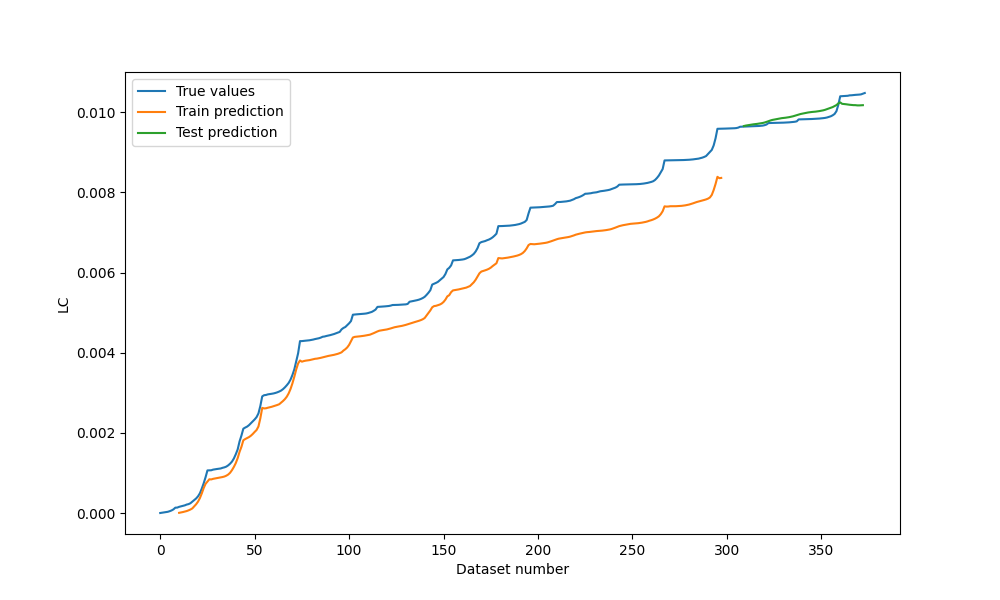 True values
Train prediction
Test prediction
0.010
0.008
0.006
0.004
0.002
0.000
LC
0 50 100 150 200 250 300 350
Dataset number